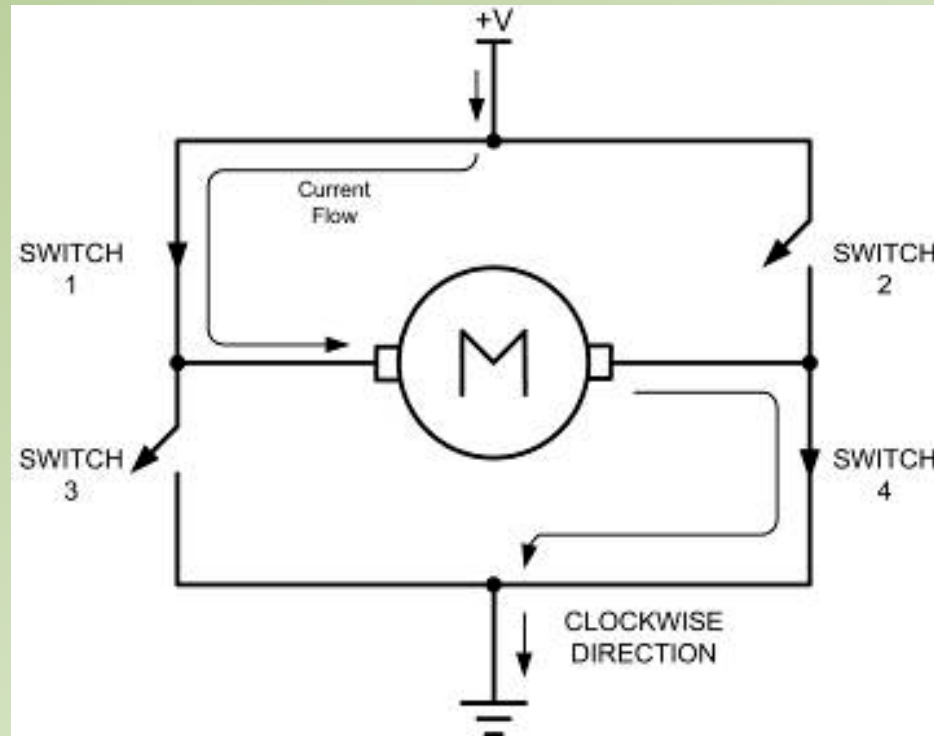 +V
Current
Flow
SWITCH
1
SWITCH
2
M
SWITCH
3
SWITCH
4
CLOCKWISE
DIRECTION